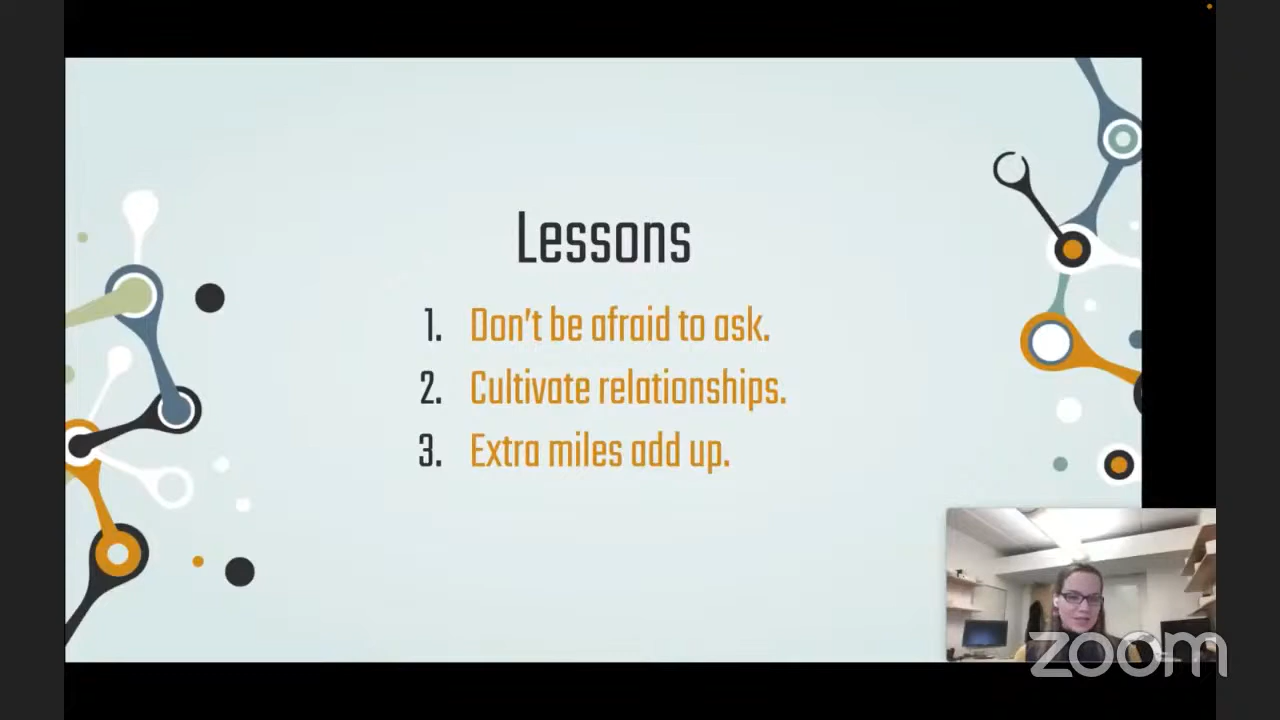 Lessons
1. Don't be afraid to ask.
2. Cultivate relationships.
3. Extra miles add up.
zoom